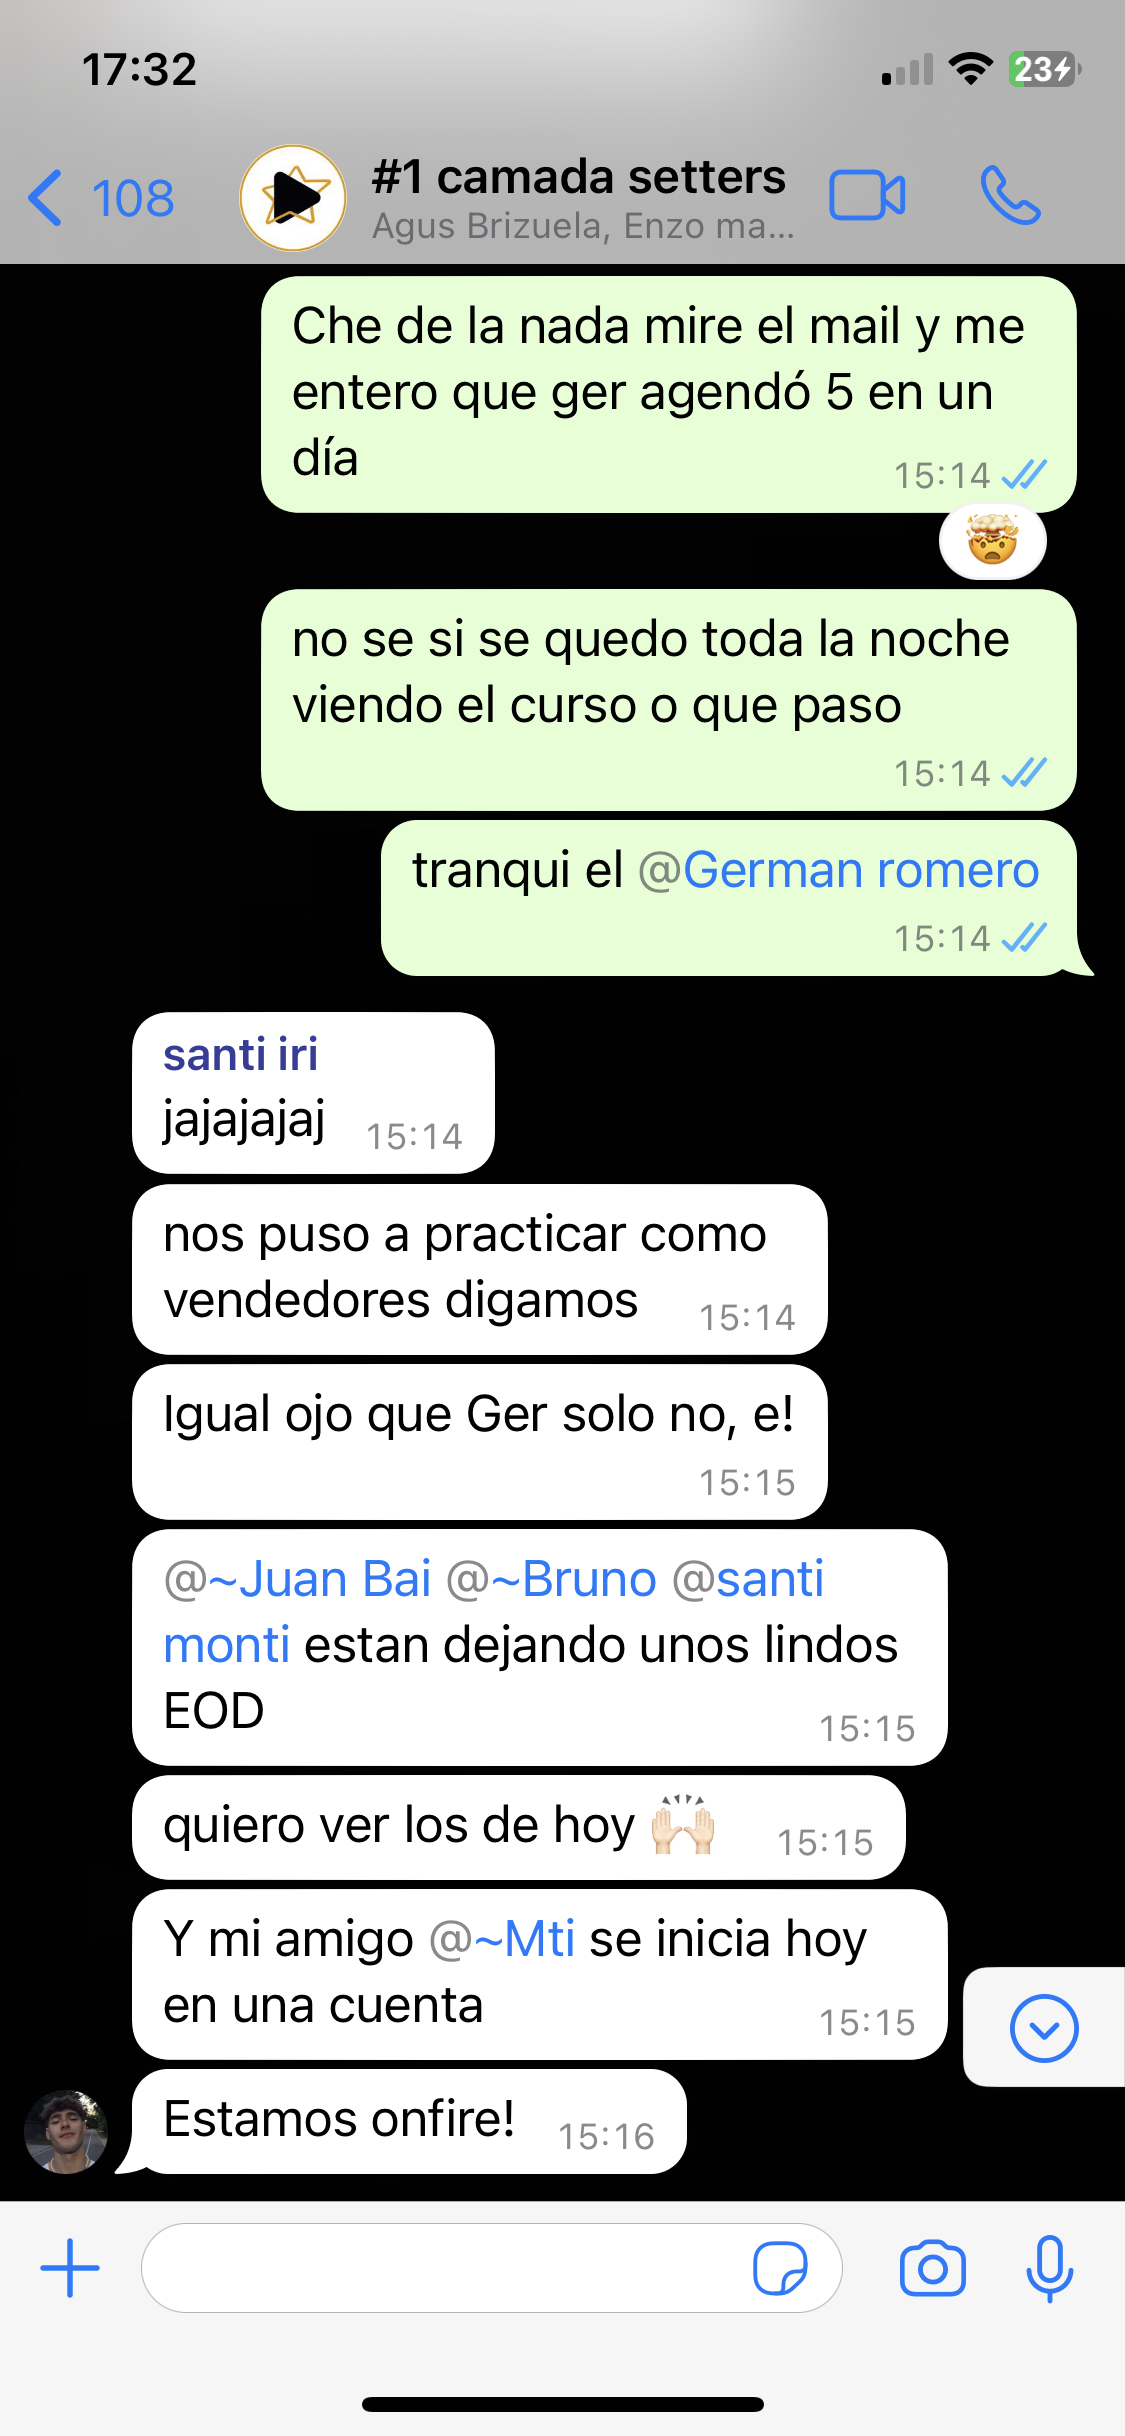 17:32
23
108
#1 camada setters
Agus Brizuela, Enzo ma...
Che de la nada mire el mail y me
entero que ger agendó 5 en un
día
15:14
🤯
no se si se quedo toda la noche
viendo el curso o que paso
15:14
tranqui el @German romero
15:14
santi iri
jajajajaj 15:14
nos puso a practicar como
vendedores digamos 15:14
Igual ojo que Ger solo no, e!
15:15
@~Juan Bai @~Bruno @santi
monti estan dejando unos lindos
EOD 15:15
quiero ver los de hoy 🙌🏻 15:15
Y mi amigo @~Mti se inicia hoy
en una cuenta 15:15
Estamos onfire! 15:16